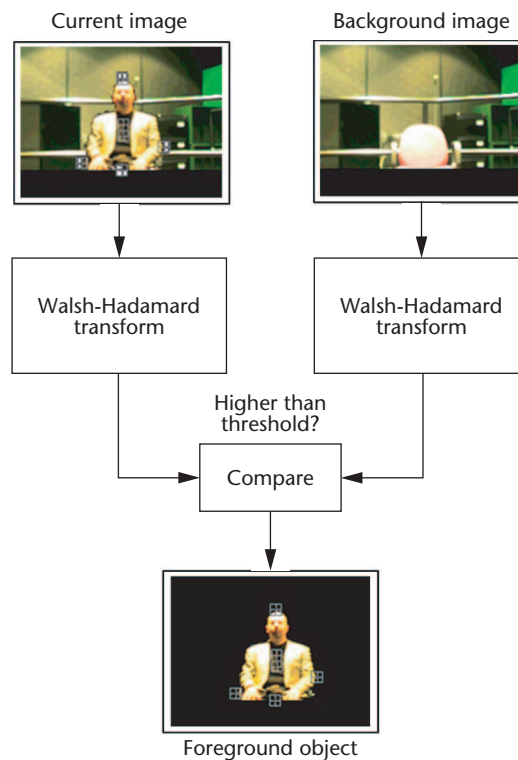 Current image
Background image
Walsh-Hadamard
transform
Walsh-Hadamard
transform
Higher than
threshold?
Compare
Foreground object